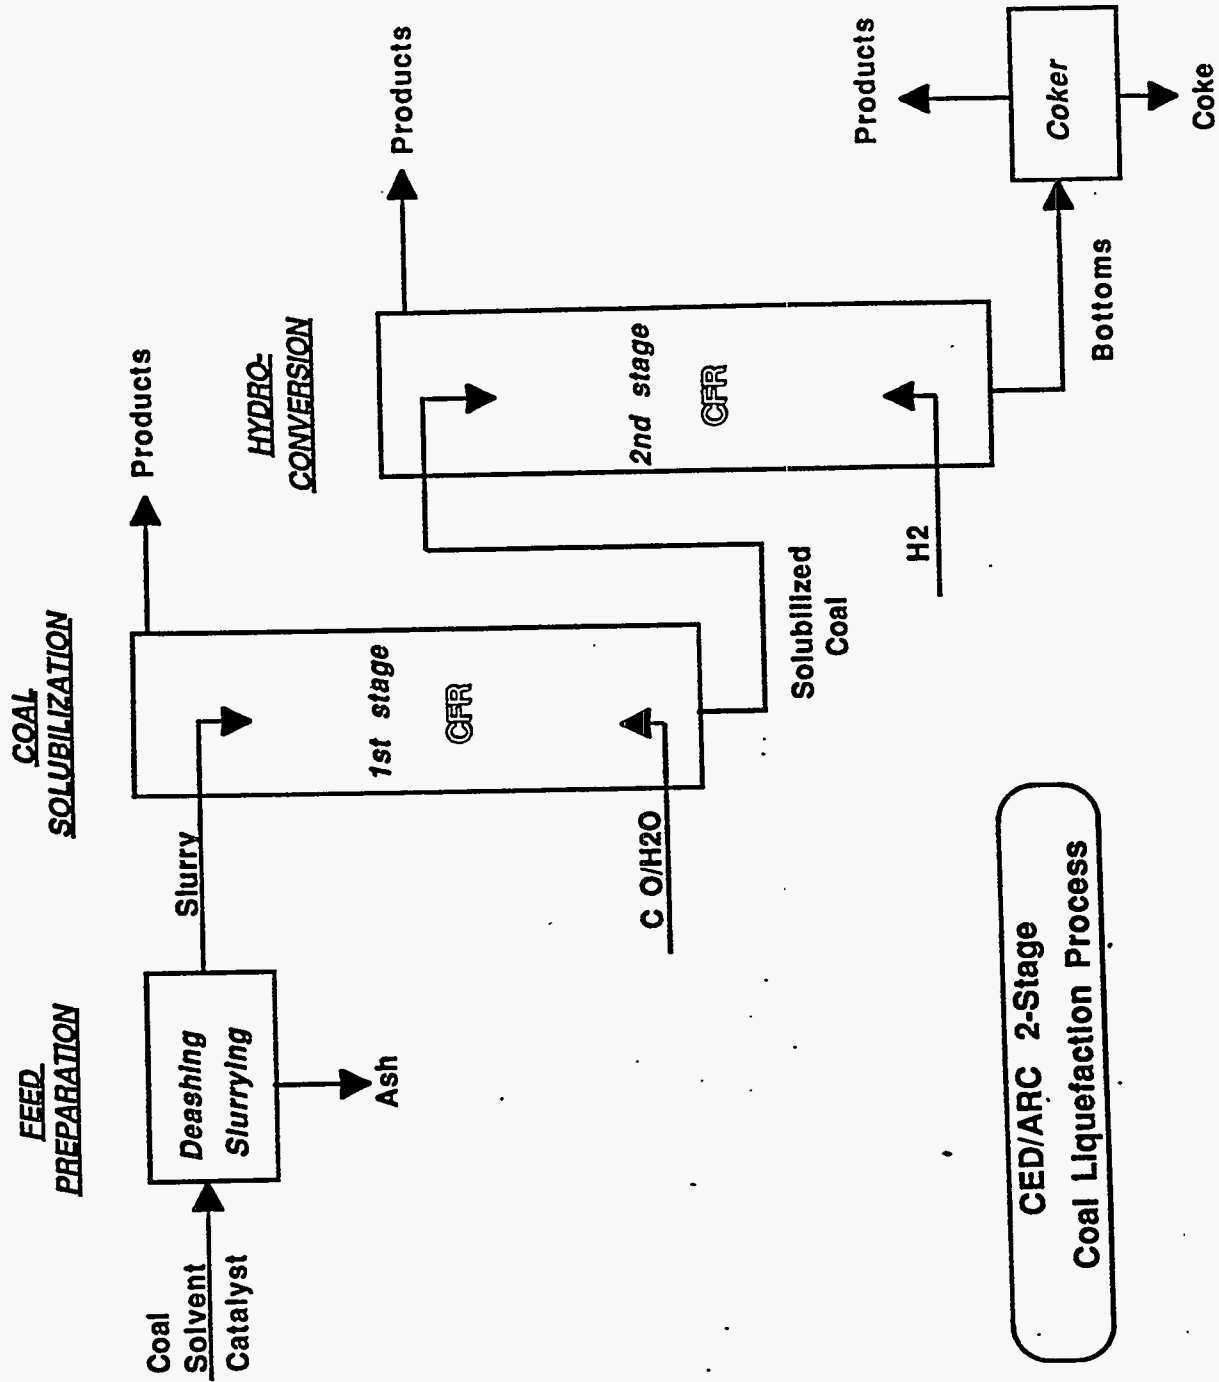 FEED
PREPARATION
COAL
SOLUBILIZATION
HYDRO-
CONVERSION
Coal
Solvent
Catalyst
Deashing
Slurrying
Ash
Slurry
Products
1st stage
CFR
C O/H2O
Solubilized
Coal
Products
2nd stage
CFR
H2
Bottoms
Products
Coker
Coke
CED/ARC 2-Stage
Coal Liquefaction Process